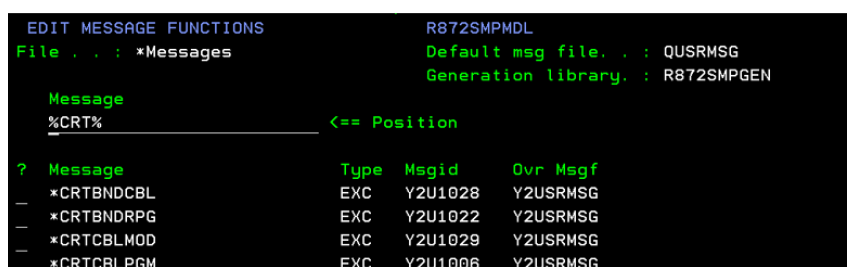 EDIT MESSAGE FUNCTIONS R872SMPMDL
File . . : *Messages Default msg file. . : QUSRMSG
Generation library. : R872SMPGEN
Message
%CRT% <== Position
? Message Type Msgid Ovr Msgf
_ *CRTBNDCBL EXC Y2U1028 Y2USRMSG
_ *CRTBNDRPG EXC Y2U1022 Y2USRMSG
_ *CRTCBLMOD EXC Y2U1029 Y2USRMSG
*CRTCBLPGM EXC Y2U1006 Y2USRMSG